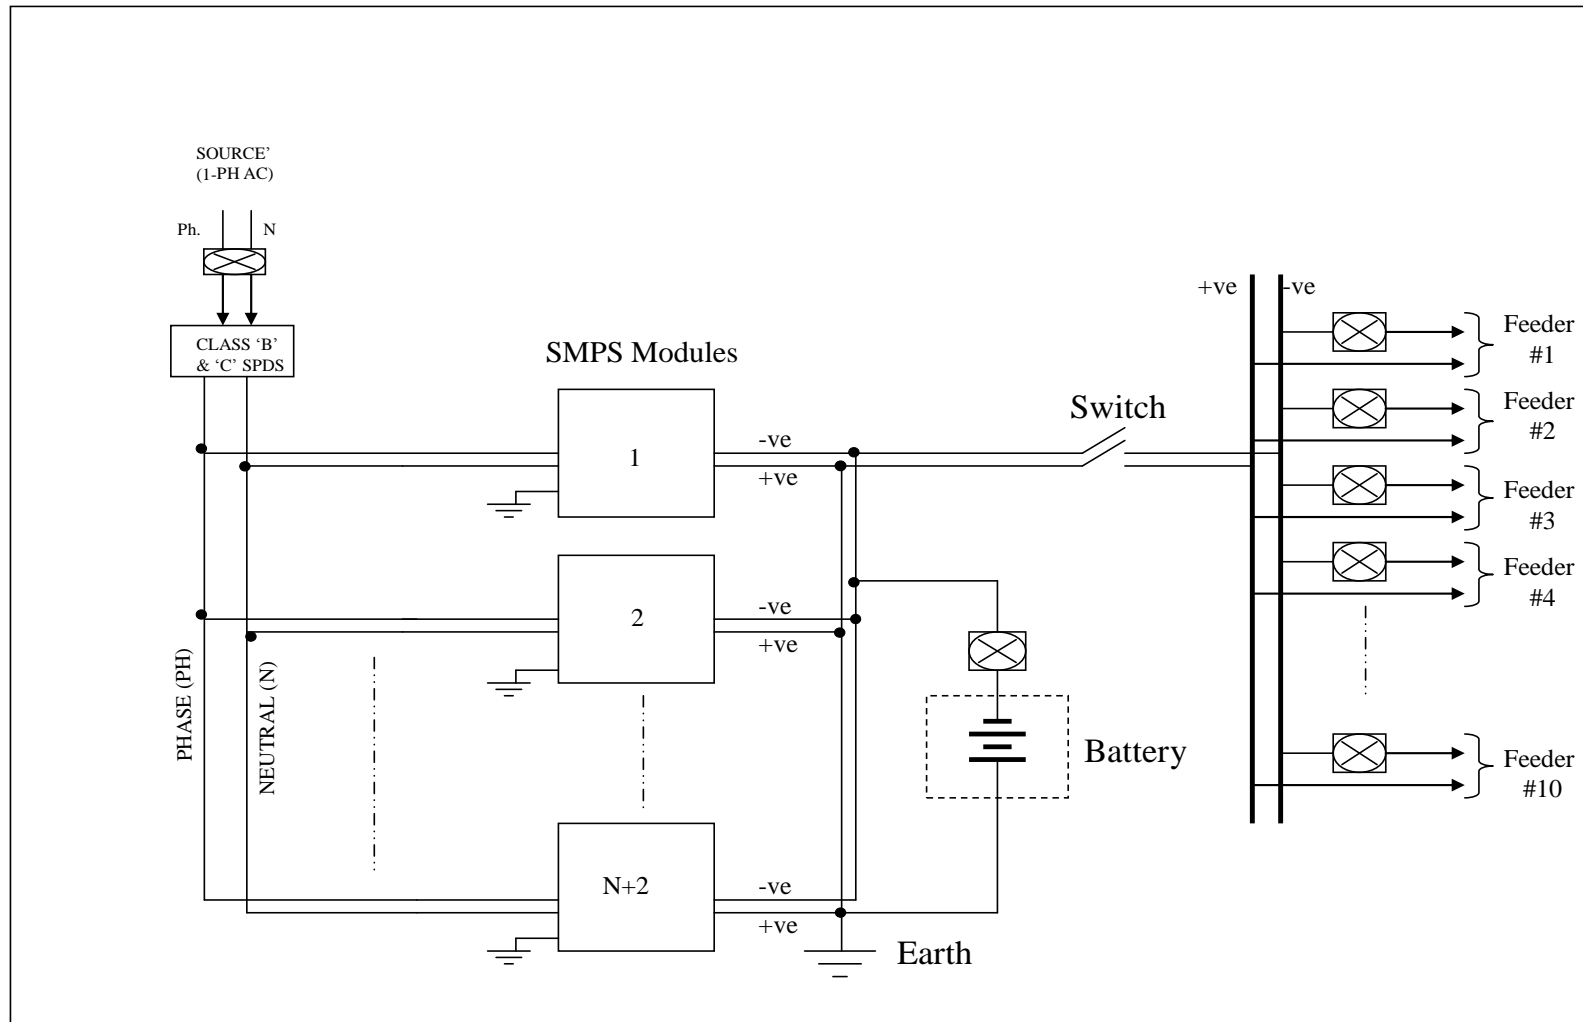 SOURCE’
(1-PH AC)
Ph.
N
CLASS ‘B’
& ‘C’ SPDS
SMPS Modules
1
-ve
+ve
Switch
+ve
-ve
Feeder
#1
Feeder
#2
Feeder
#3
Feeder
#4
2
-ve
+ve
PHASE (PH)
NEUTRAL (N)
Battery
Feeder
#10
N+2
-ve
+ve
Earth